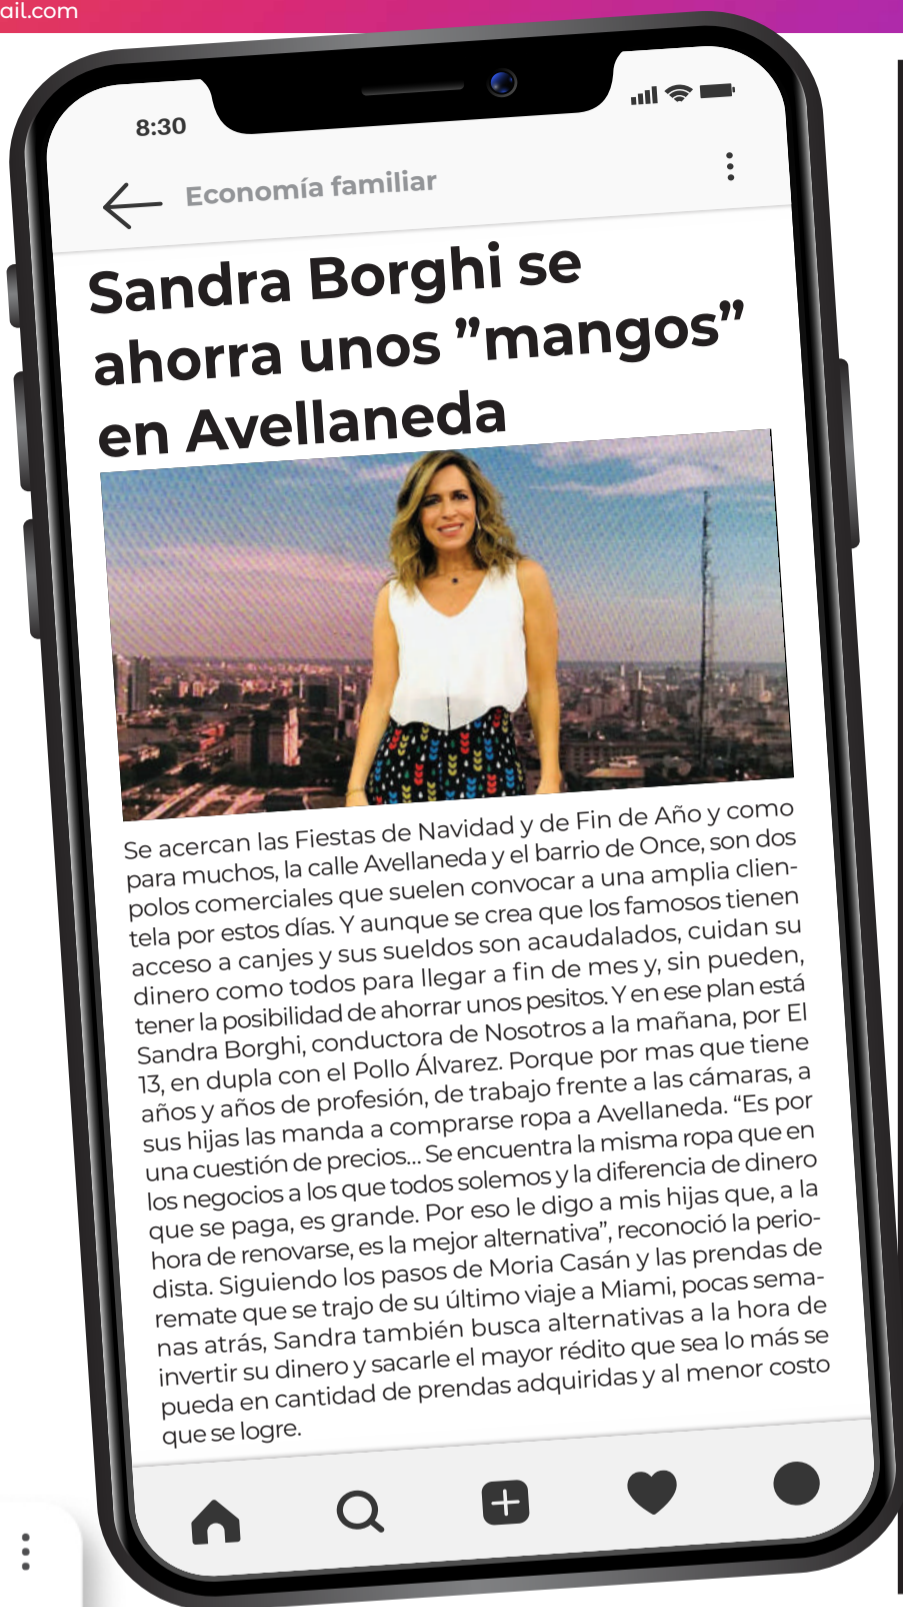 ail.com
8:30
Economía familiar
Sandra Borghi se
ahorra unos ”mangos”
en Avellaneda
Se acercan las Fiestas de Navidad y de Fin de Año y como
para muchos, la calle Avellaneda y el barrio de Once, son dos
polos comerciales que suelen convocar a una amplia clien-
tela por estos días. Y aunque se crea que los famosos tienen
acceso a canjes y sus sueldos son acaudalados, cuidan su
dinero como todos para llegar a fin de mes y, sin pueden,
tener la posibilidad de ahorrar unos pesitos. Y en ese plan está
Sandra Borghi, conductora de Nosotros a la mañana, por El
13, en dupla con el Pollo Álvarez. Porque por mas que tiene
años y años de profesión, de trabajo frente a las cámaras, a
sus hijas las manda a comprarse ropa a Avellaneda. “Es por
una cuestión de precios... Se encuentra la misma ropa que en
los negocios a los que todos solemos y la diferencia de dinero
que se paga, es grande. Por eso le digo a mis hijas que, a la
hora de renovarse, es la mejor alternativa”, reconoció la perio-
dista. Siguiendo los pasos de Moria Casán y las prendas de
remate que se trajo de su último viaje a Miami, pocas sema-
nas atrás, Sandra también busca alternativas a la hora de
invertir su dinero y sacarle el mayor rédito que sea lo más se
pueda en cantidad de prendas adquiridas y al menor costo
que se logre.